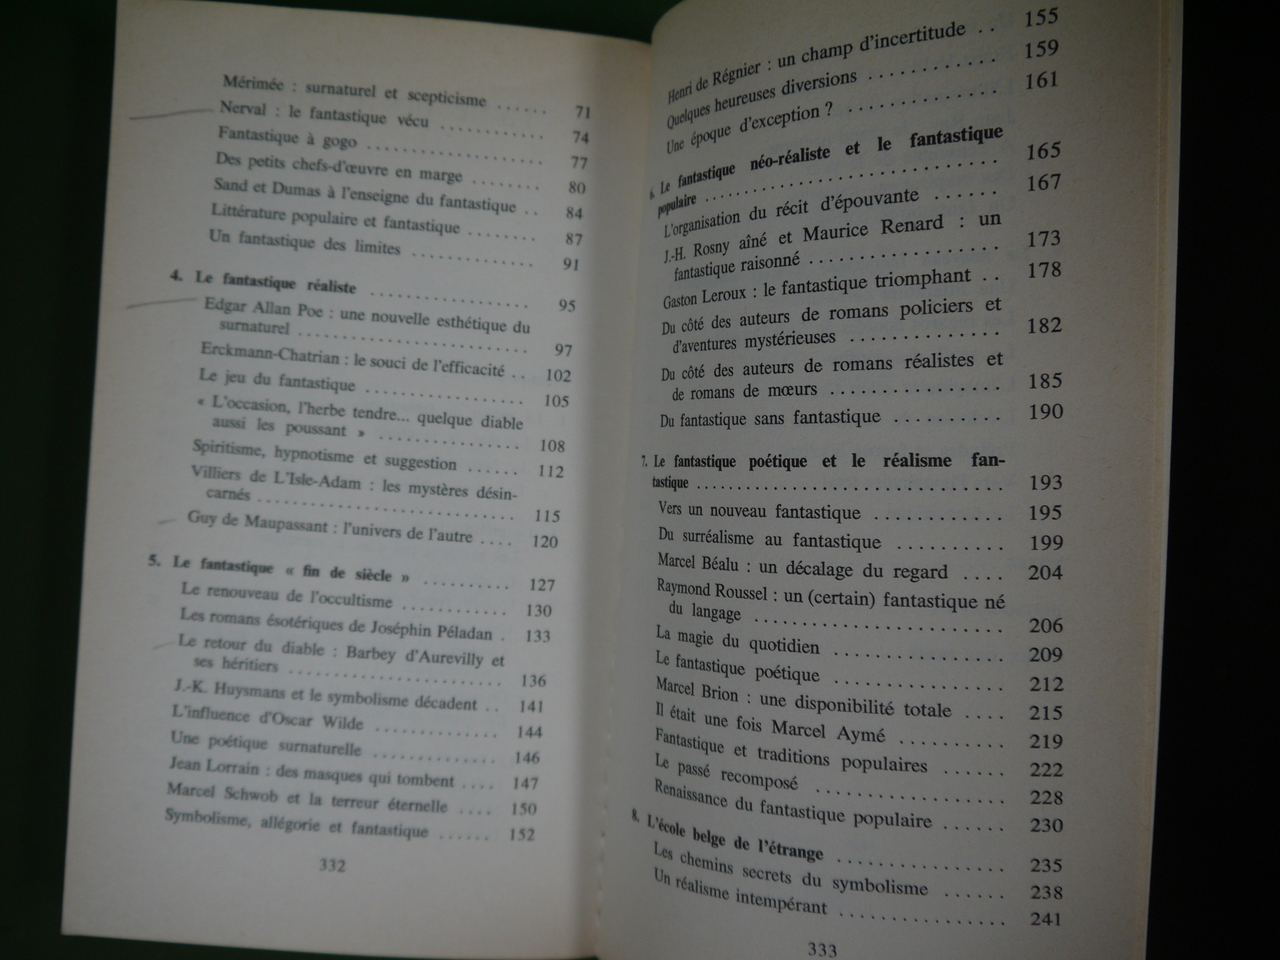 Mérimée : surnaturel et scepticisme ...... 71
Nerval : le fantastique vécu ............ 74
Fantastique à gogo .................... 77
Des petits chefs-d'œuvre en marge ........ 80
Sand et Dumas à l'enseigne du fantastique .. 84
Littérature populaire et fantastique ........ 87
Un fantastique des limites .............. 91
4. Le fantastique réaliste .................. 95
Edgar Allan Poe : une nouvelle esthétique du
surnaturel .......................... 97
Erckmann-Chatrian : le souci de l'efficacité .. 102
Le jeu du fantastique .................. 105
« L'occasion, l'herbe tendre... quelque diable
aussi les poussant » ................ 108
Spiritisme, hypnotisme et suggestion ...... 112
Villiers de L'Isle-Adam : les mystères désin-
carnés .............................. 115
Guy de Maupassant : l'univers de l'autre .... 120
5. Le fantastique « fin de siècle » .......... 127
Le renouveau de l'occultisme ............ 130
Les romans ésotériques de Joséphin Péladan . 133
Le retour du diable : Barbey d'Aurevilly et
ses héritiers ........................ 136
J.-K. Huysmans et le symbolisme décadent .. 141
L'influence d'Oscar Wilde .............. 144
Une poétique surnaturelle .............. 146
Jean Lorrain : des masques qui tombent .... 147
Marcel Schwob et la terreur éternelle .... 150
Symbolisme, allégorie et fantastique ...... 152
332
Henri de Régnier : un champ d'incertitude .. 155
Quelques heureuses diversions ............ 159
Une époque d'exception ? .............. 161
6. Le fantastique néo-réaliste et le fantastique
populaire .............................. 165
L'organisation du récit d'épouvante ...... 167
J.-H. Rosny aîné et Maurice Renard : un
fantastique raisonné .................. 173
Gaston Leroux : le fantastique triomphant .. 178
Du côté des auteurs de romans policiers et
d'aventures mystérieuses .............. 182
Du côté des auteurs de romans réalistes et
de romans de mœurs ................ 185
Du fantastique sans fantastique .......... 190
7. Le fantastique poétique et le réalisme fan-
tastique .............................. 193
Vers un nouveau fantastique ............ 195
Du surréalisme au fantastique .......... 199
Marcel Béalu : un décalage du regard .... 204
Raymond Roussel : un (certain) fantastique né
du langage .......................... 206
La magie du quotidien ................ 209
Le fantastique poétique ................ 212
Marcel Brion : une disponibilité totale .... 215
Il était une fois Marcel Aymé .......... 219
Fantastique et traditions populaires ...... 222
Le passé recomposé .................. 228
Renaissance du fantastique populaire ...... 230
8. L'école belge de l'étrange ................ 235
Les chemins secrets du symbolisme ...... 238
Un réalisme intempérant ................ 241
333